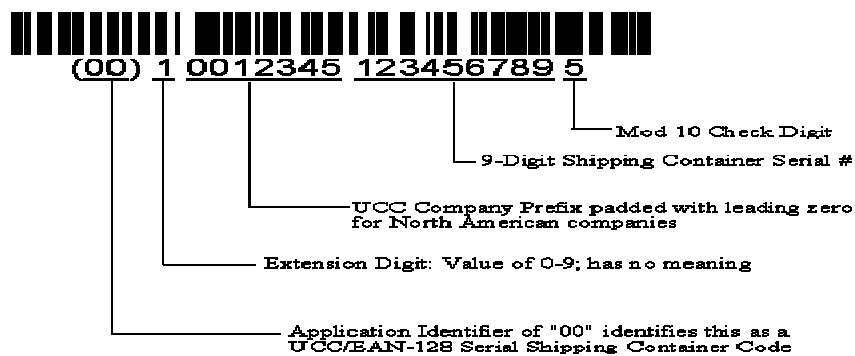 (00) 1 0012345 123456789 5
Mod 10 Check Digit
9-Digit Shipping Container Serial #
UCC Company Prefix padded with leading zero
for North American companies
Extension Digit: Value of 0-9; has no meaning
Application Identifier of "00" identifies this as a
UCC/EAN-128 Serial Shipping Container Code